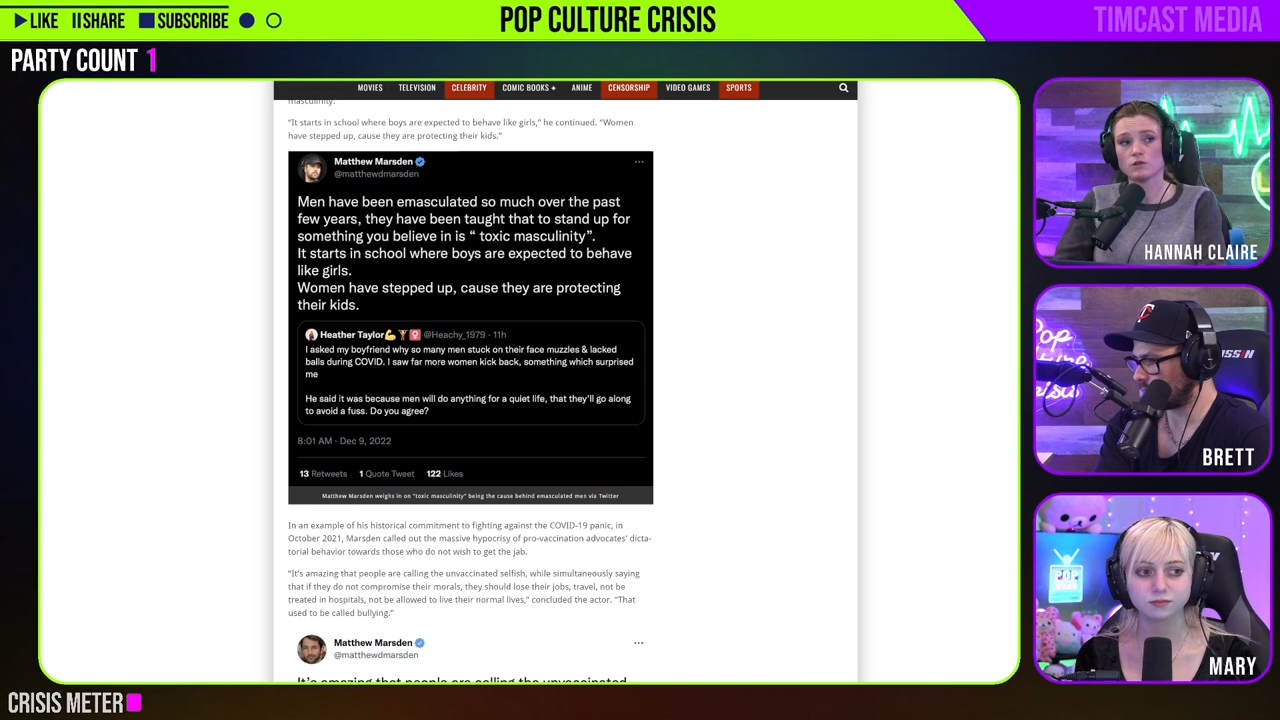 LIKE SHARE SUBSCRIBE
POP CULTURE CRISIS
TIMCAST MEDIA
PARTY COUNT 1
MOVIES TELEVISION CELEBRITY COMIC BOOKS + ANIME CENSORSHIP VIDEO GAMES SPORTS
masculinity.
“It starts in school where boys are expected to behave like girls,” he continued. “Women
have stepped up, cause they are protecting their kids.”
Matthew Marsden
@matthewdmarsden
Men have been emasculated so much over the past
few years, they have been taught that to stand up for
something you believe in is “ toxic masculinity”.
It starts in school where boys are expected to behave
like girls.
Women have stepped up, cause they are protecting
their kids.
Heather Taylor @Heachy_1979 · 11h
I asked my boyfriend why so many men stuck on their face muzzles & lacked
balls during COVID. I saw far more women kick back, something which surprised
me
He said it was because men will do anything for a quiet life, that they'll go along
to avoid a fuss. Do you agree?
8:01 AM · Dec 9, 2022
13 Retweets 1 Quote Tweet 122 Likes
Matthew Marsden weighs in on "toxic masculinity" being the cause behind emasculated men via Twitter
In an example of his historical commitment to fighting against the COVID-19 panic, in
October 2021, Marsden called out the massive hypocrisy of pro-vaccination advocates’ dicta-
torial behavior towards those who do not wish to get the jab.
“It’s amazing that people are calling the unvaccinated selfish, while simultaneously saying
that if they do not compromise their morals, they should lose their jobs, travel, not be
treated in hospitals, not be allowed to live their normal lives,” concluded the actor. “That
used to be called bullying.”
Matthew Marsden
@matthewdmarsden
It's amazing that people are calling the unvaccinated
HANNAH CLAIRE
BRETT
MARY
CRISIS METER